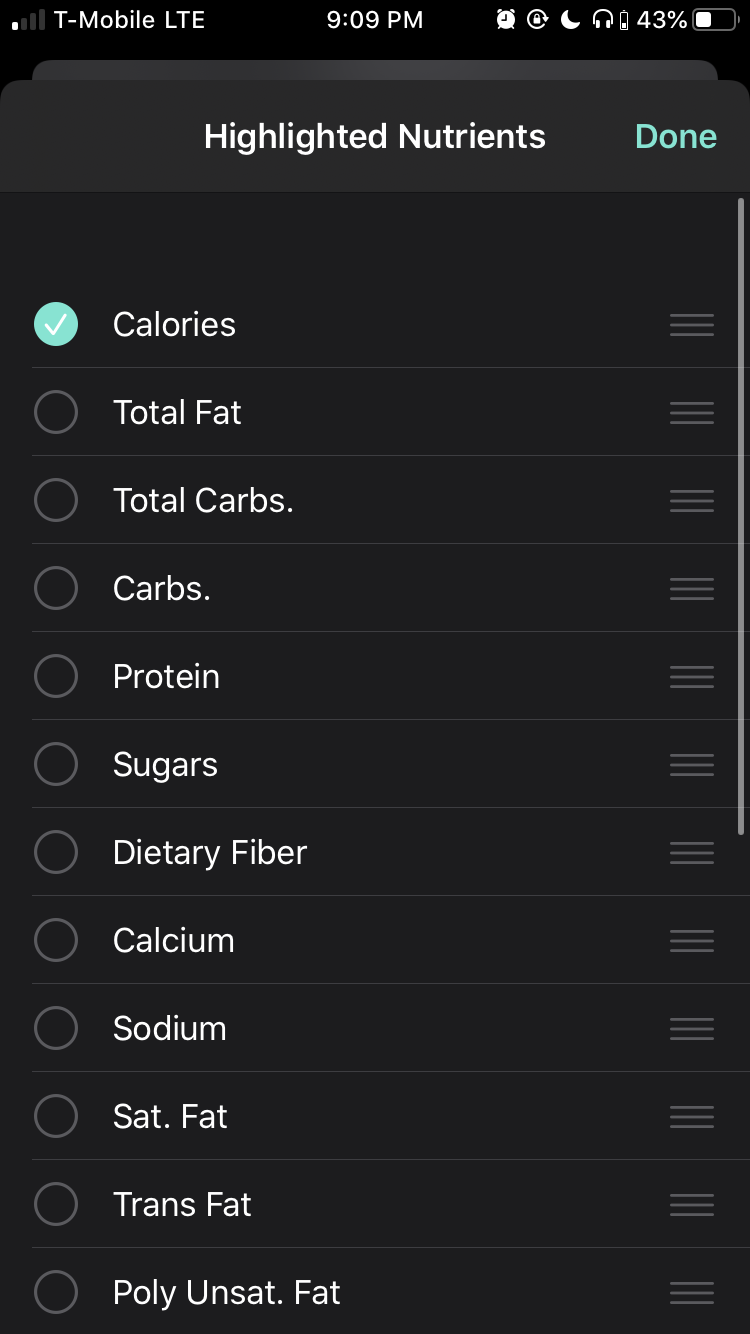 T-Mobile LTE 9:09 PM 43%
Highlighted Nutrients Done
Calories
Total Fat
Total Carbs.
Carbs.
Protein
Sugars
Dietary Fiber
Calcium
Sodium
Sat. Fat
Trans Fat
Poly Unsat. Fat